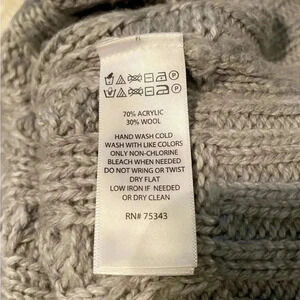 70% ACRYLIC
30% WOOL
HAND WASH COLD
WASH WITH LIKE COLORS
ONLY NON-CHLORINE
BLEACH WHEN NEEDED
DO NOT WRING OR TWIST
DRY FLAT
LOW IRON IF NEEDED
OR DRY CLEAN
RN# 75343